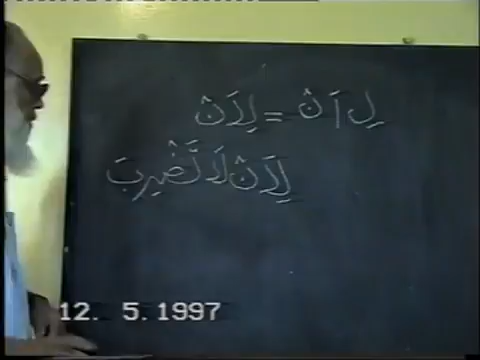 لِ اَنْ = لِاَنْ
لِاَنْ لَا تَضْرِبَ
12. 5.1997